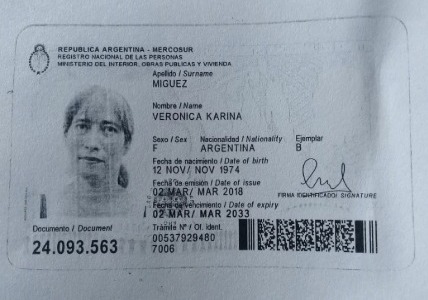 REPUBLICA ARGENTINA - MERCOSUR
REGISTRO NACIONAL DE LAS PERSONAS
MINISTERIO DEL INTERIOR, OBRAS PUBLICAS Y VIVIENDA
Apellido / Surname
MIGUEZ
Nombre / Name
VERONICA KARINA
Sexo / Sex Nacionalidad / Nationality Ejemplar
F ARGENTINA B
Fecha de nacimiento / Date of birth
12 NOV/ NOV 1974
Fecha de emisión / Date of issue
02 MAR/ MAR 2018
FIRMA IDENTIFICADO/ SIGNATURE
Fecha de vencimiento / Date of expiry
02 MAR/ MAR 2033
Documento / Document
24.093.563
Trámite N° / Of. ident.
00537929480
7006